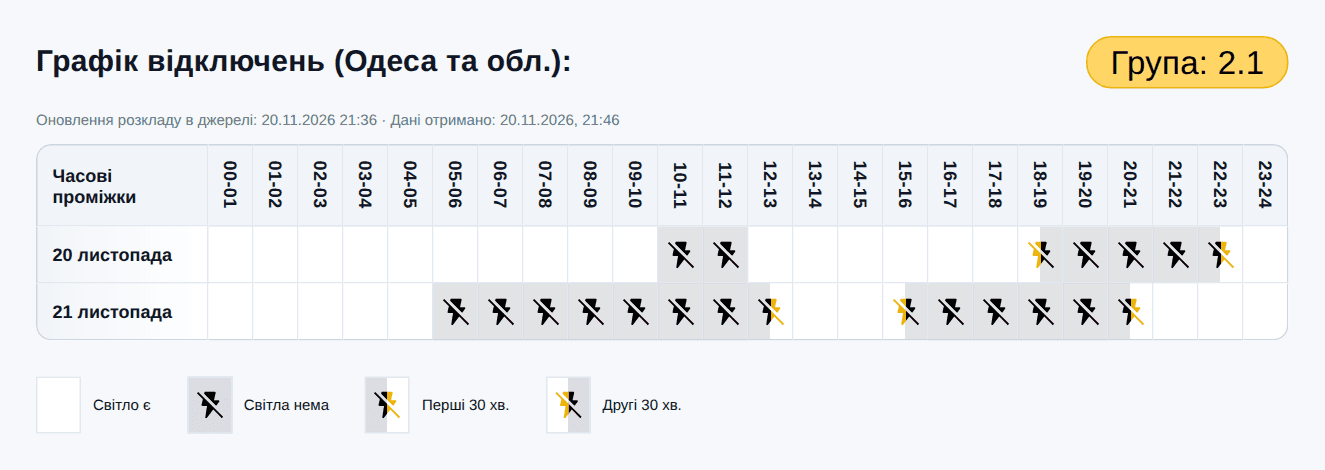 Графік відключень (Одеса та обл.):
Група: 2.1
Оновлення розкладу в джерелі: 20.11.2026 21:36 · Дані отримано: 20.11.2026, 21:46
Часові
проміжки
00-01
01-02
02-03
03-04
04-05
05-06
06-07
07-08
08-09
09-10
10-11
11-12
12-13
13-14
14-15
15-16
16-17
17-18
18-19
19-20
20-21
21-22
22-23
23-24
20 листопада
21 листопада
Світло є
Світла нема
Перші 30 хв.
Другі 30 хв.